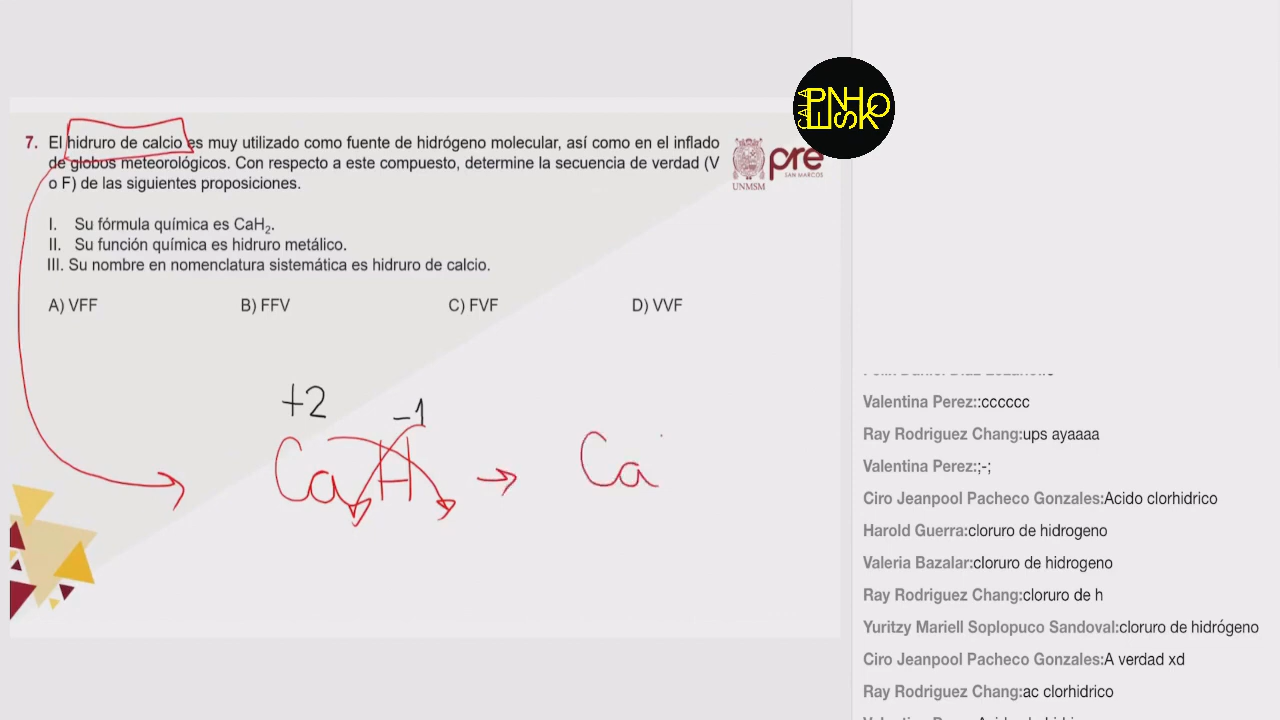 7. El hidruro de calcio es muy utilizado como fuente de hidrógeno molecular, así como en el inflado
de globos meteorológicos. Con respecto a este compuesto, determine la secuencia de verdad (V
o F) de las siguientes proposiciones.
I. Su fórmula química es CaH₂.
II. Su función química es hidruro metálico.
III. Su nombre en nomenclatura sistemática es hidruro de calcio.
A) VFF B) FFV C) FVF D) VVF
pre
SAN MARCOS
UNMSM
+2 -1
Ca H → Ca
Valentina Perez::cccccc
Ray Rodriguez Chang:ups ayaaaa
Valentina Perez:;-;
Ciro Jeanpool Pacheco Gonzales:Acido clorhidrico
Harold Guerra:cloruro de hidrogeno
Valeria Bazalar:cloruro de hidrogeno
Ray Rodriguez Chang:cloruro de h
Yuritzy Mariell Soplopuco Sandoval:cloruro de hidrógeno
Ciro Jeanpool Pacheco Gonzales:A verdad xd
Ray Rodriguez Chang:ac clorhidrico